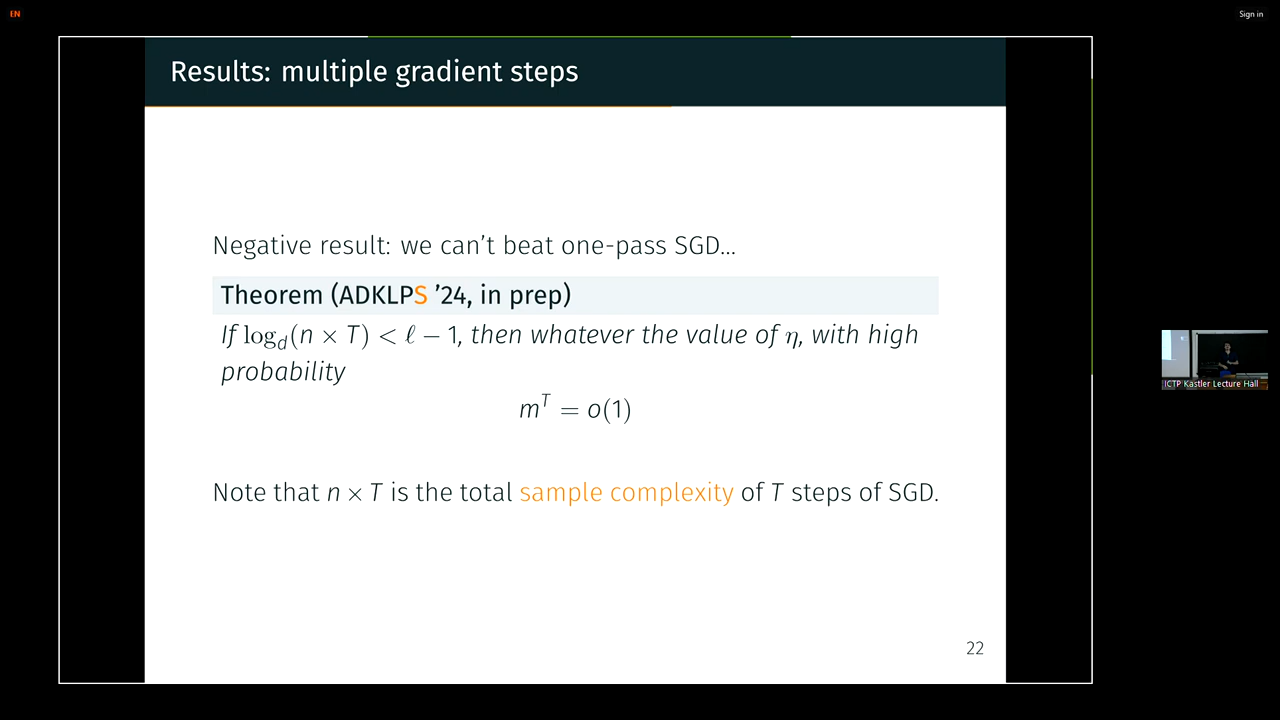 EN
Sign in
Results: multiple gradient steps
Negative result: we can't beat one-pass SGD...
Theorem (ADKLPS '24, in prep)
If log_d(n × T) < ℓ − 1, then whatever the value of η, with high
probability
m^T = o(1)
ICTP Kastler Lecture Hall
Note that n × T is the total sample complexity of T steps of SGD.
22